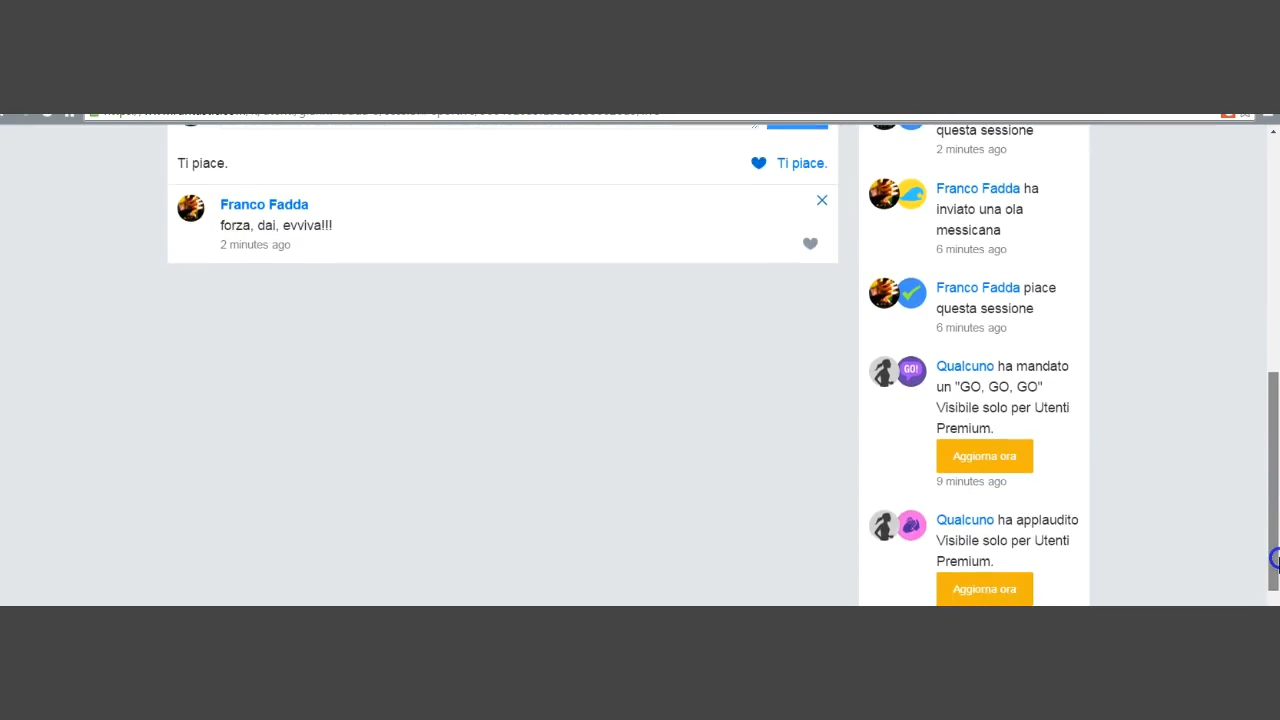 Ti piace.
Ti piace.
Franco Fadda
forza, dai, evviva!!!
2 minutes ago
questa sessione
2 minutes ago
Franco Fadda ha
inviato una ola
messicana
6 minutes ago
Franco Fadda piace
questa sessione
6 minutes ago
GO!
Qualcuno ha mandato
un "GO, GO, GO"
Visibile solo per Utenti
Premium.
Aggiorna ora
9 minutes ago
Qualcuno ha applaudito
Visibile solo per Utenti
Premium.
Aggiorna ora